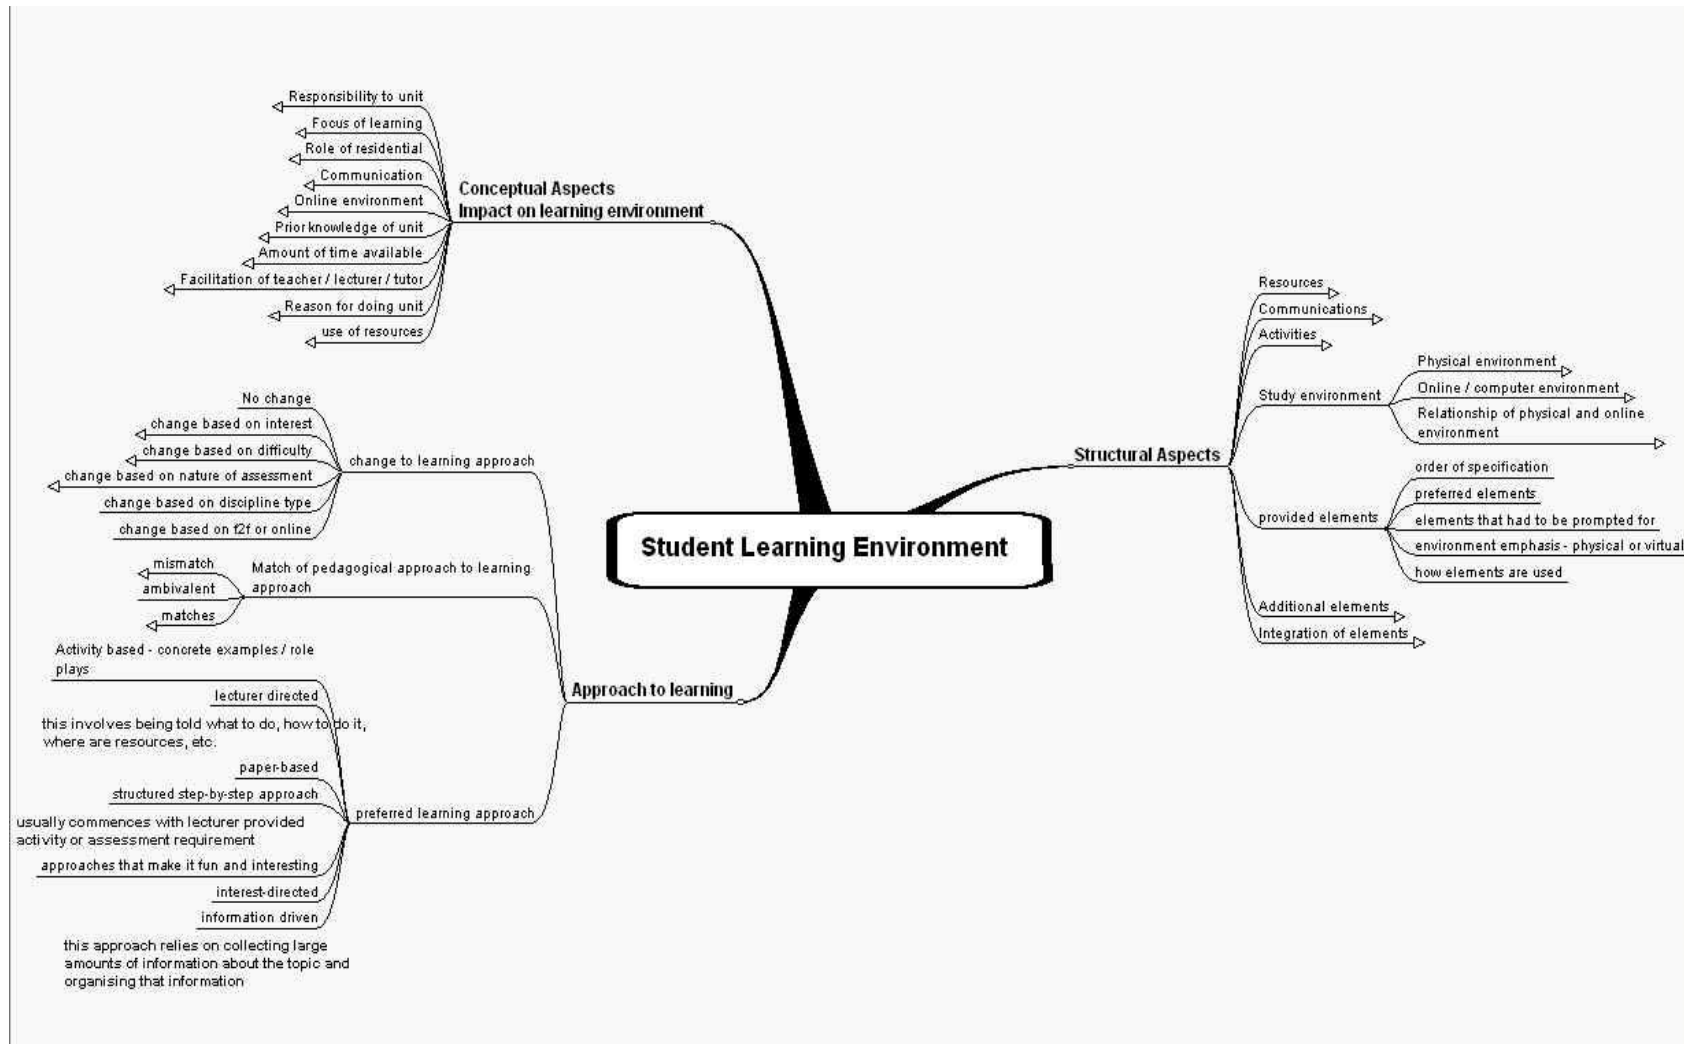 Responsibility to unit
Focus of learning
Role of residential
Communication
Online environment
Prior knowledge of unit
Amount of time available
Facilitation of teacher / lecturer / tutor
Reason for doing unit
use of resources
Conceptual Aspects
Impact on learning environment
No change
change based on interest
change based on difficulty
change based on nature of assessment
change based on discipline type
change based on f2f or online
change to learning approach
mismatch
ambivalent
matches
Match of pedagogical approach to learning
approach
Activity based - concrete examples / role
plays
lecturer directed
this involves being told what to do, how to do it,
where are resources, etc.
paper-based
structured step-by-step approach
usually commences with lecturer provided
activity or assessment requirement
approaches that make it fun and interesting
interest-directed
information driven
this approach relies on collecting large
amounts of information about the topic and
organising that information
preferred learning approach
Approach to learning
Student Learning Environment
Structural Aspects
Resources
Communications
Activities
Study environment
Physical environment
Online / computer environment
Relationship of physical and online
environment
provided elements
order of specification
preferred elements
elements that had to be prompted for
environment emphasis - physical or virtual
how elements are used
Additional elements
Integration of elements